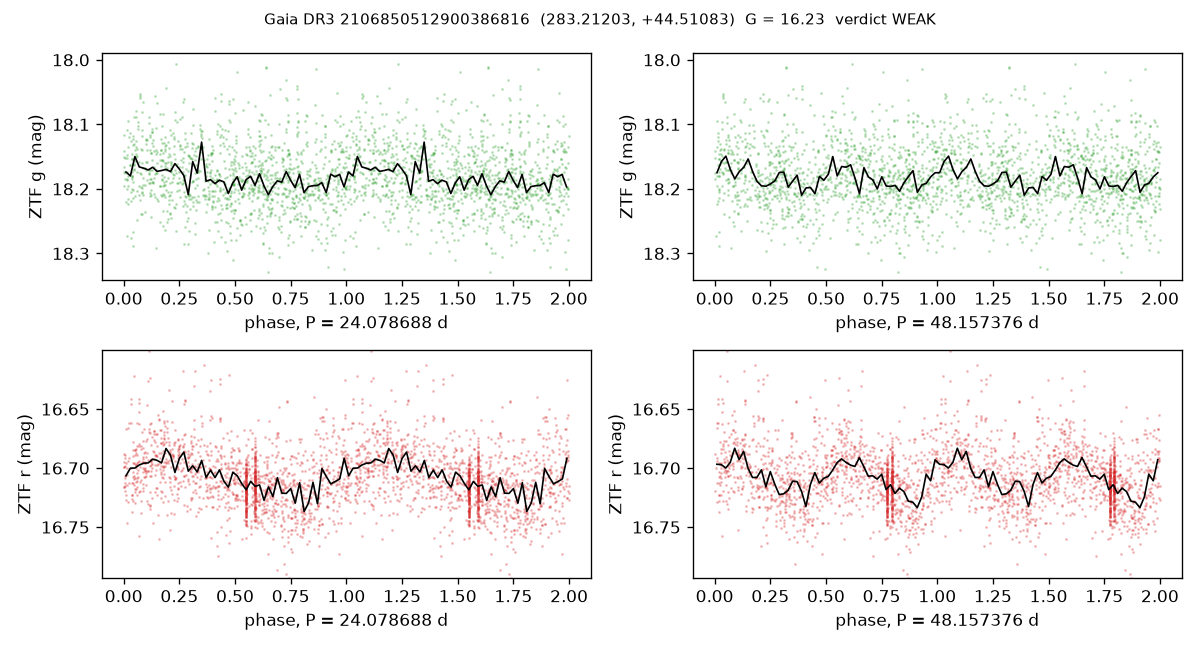 Gaia DR3 2106850512900386816 (283.21203, +44.51083) G = 16.23 verdict WEAK
ZTF g (mag)
18.0
18.1
18.2
18.3
0.00 0.25 0.50 0.75 1.00 1.25 1.50 1.75 2.00
phase, P = 24.078688 d
ZTF g (mag)
18.0
18.1
18.2
18.3
0.00 0.25 0.50 0.75 1.00 1.25 1.50 1.75 2.00
phase, P = 48.157376 d
ZTF r (mag)
16.65
16.70
16.75
0.00 0.25 0.50 0.75 1.00 1.25 1.50 1.75 2.00
phase, P = 24.078688 d
ZTF r (mag)
16.65
16.70
16.75
0.00 0.25 0.50 0.75 1.00 1.25 1.50 1.75 2.00
phase, P = 48.157376 d